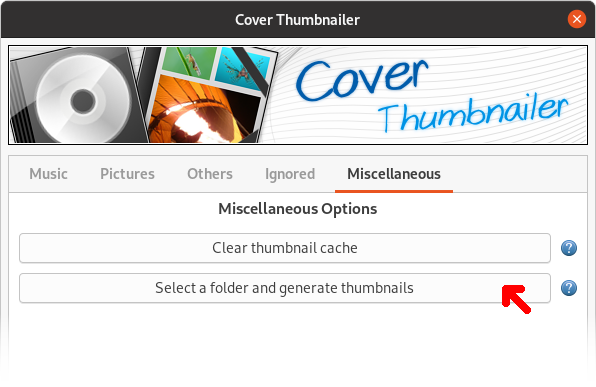 Cover Thumbnailer
Cover
Thumbnailer
Music Pictures Others Ignored Miscellaneous
Miscellaneous Options
Clear thumbnail cache ?
Select a folder and generate thumbnails ?